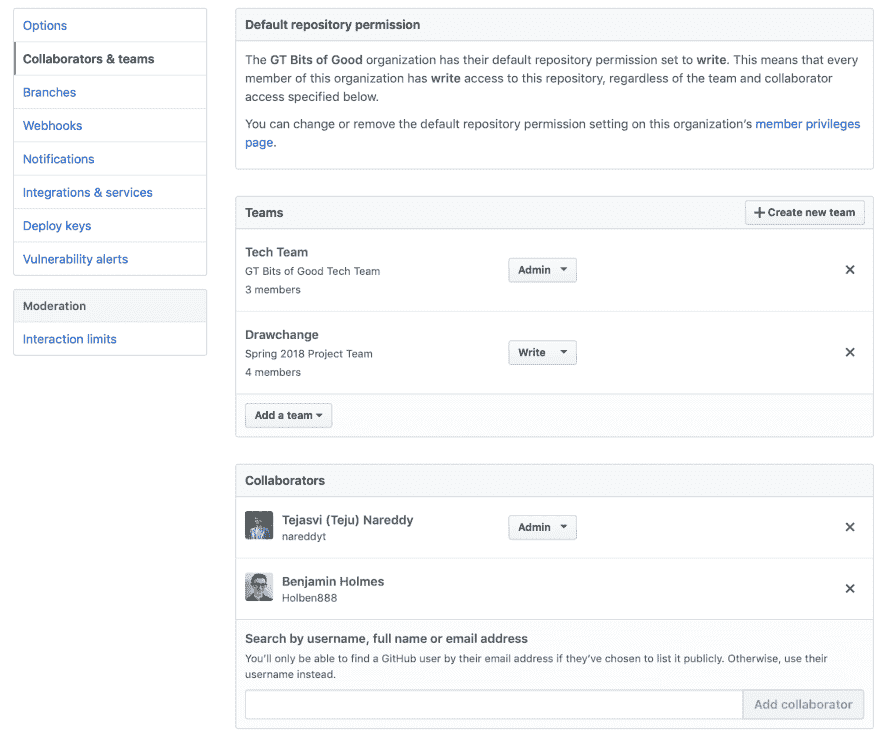 Options
Collaborators & teams
Branches
Webhooks
Notifications
Integrations & services
Deploy keys
Vulnerability alerts
Moderation
Interaction limits
Default repository permission
The GT Bits of Good organization has their default repository permission set to write. This means that every
member of this organization has write access to this repository, regardless of the team and collaborator
access specified below.
You can change or remove the default repository permission setting on this organization's member privileges
page.
Teams
Create new team
Tech Team
GT Bits of Good Tech Team
3 members
Admin
Drawchange
Spring 2018 Project Team
4 members
Write
Add a team
Collaborators
Tejasvi (Teju) Nareddy
nareddyt
Admin
Benjamin Holmes
Holben888
Search by username, full name or email address
You'll only be able to find a GitHub user by their email address if they've chosen to list it publicly. Otherwise, use their
username instead.
Add collaborator